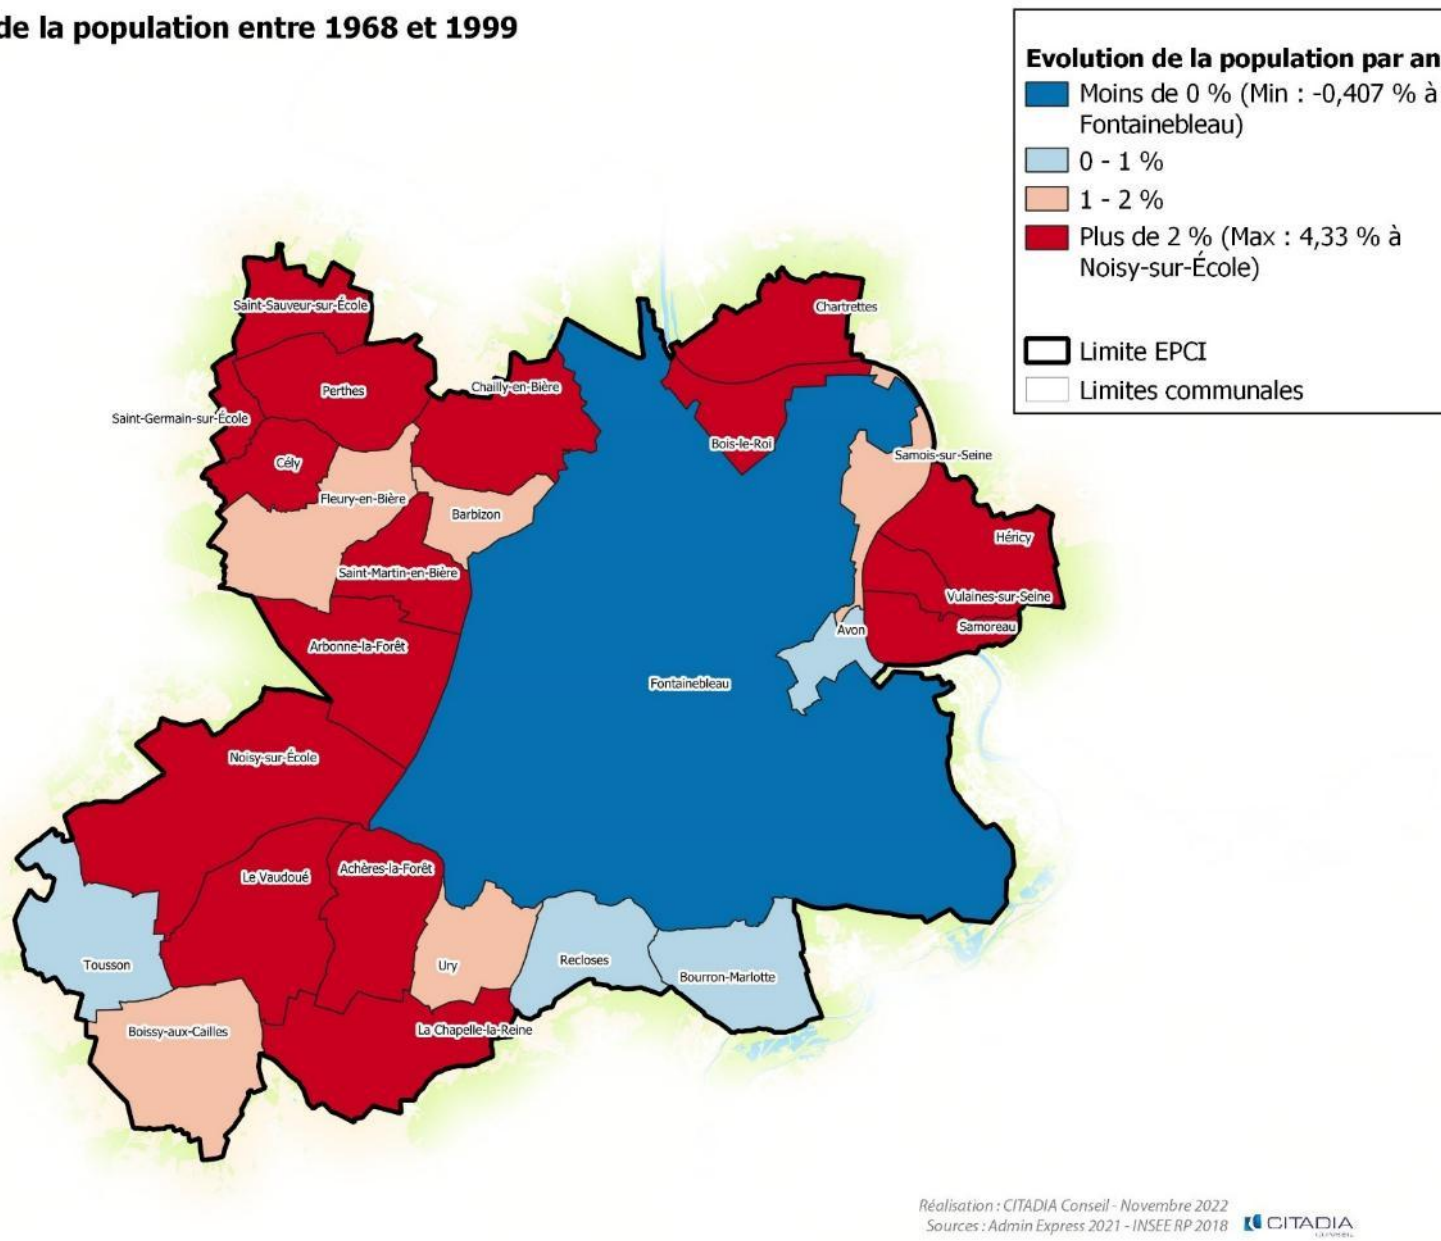 de la population entre 1968 et 1999
Evolution de la population par an
Moins de 0 % (Min : -0,407 % à
Fontainebleau)
0 - 1 %
1 - 2 %
Plus de 2 % (Max : 4,33 % à
Noisy-sur-École)
Limite EPCI
Limites communales
Saint-Sauveur-sur-École
Chartrettes
Perthes
Chailly-en-Bière
Saint-Germain-sur-École
Bois-le-Roi
Samois-sur-Seine
Cély
Fleury-en-Bière
Barbizon
Héricy
Saint-Martin-en-Bière
Vulaines-sur-Seine
Avon
Samoreau
Arbonne-la-Forêt
Fontainebleau
Noisy-sur-École
Achères-la-Forêt
Le Vaudoué
Recloses
Tousson
Ury
Bourron-Marlotte
Boissy-aux-Cailles
La Chapelle-la-Reine
Réalisation : CITADIA Conseil - Novembre 2022
Sources : Admin Express 2021 - INSEE RP 2018
CITADIA
CONSEIL